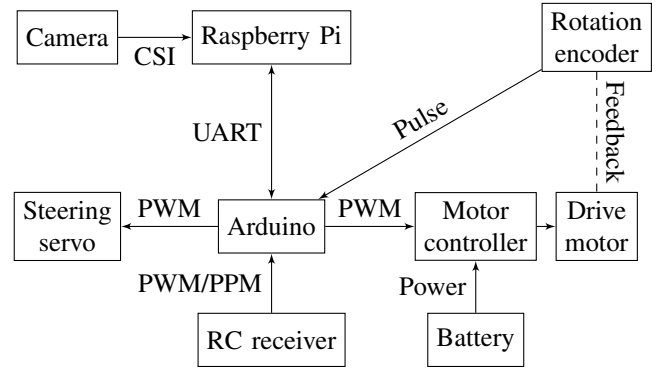 Camera
CSI
Raspberry Pi
Rotation
encoder
UART
Pulse
Feedback
Steering
servo
PWM
Arduino
PWM
Motor
controller
Drive
motor
PWM/PPM
Power
RC receiver
Battery